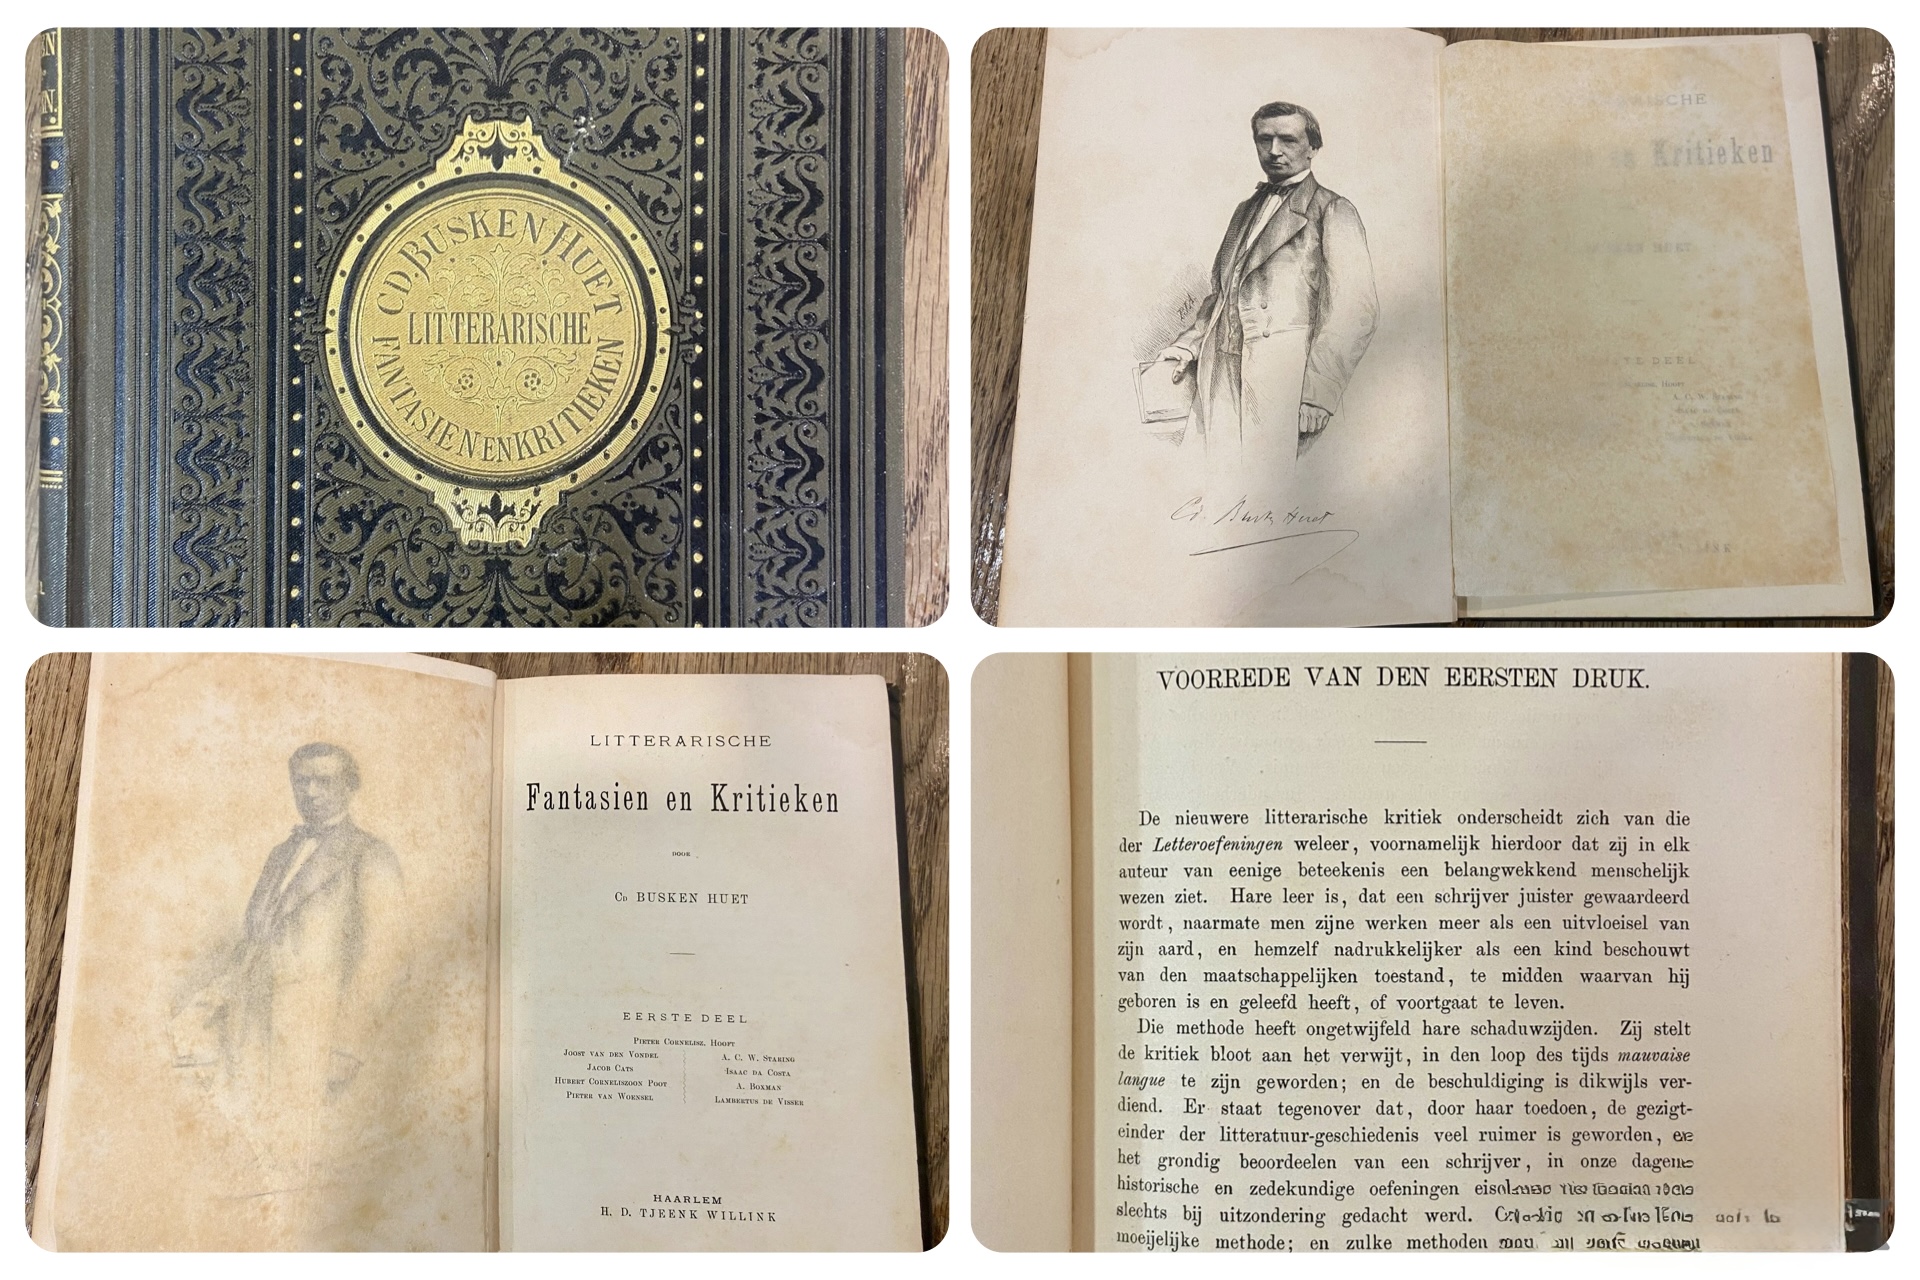 CD. BUSKEN HUET
LITTERARISCHE
FANTASIEN EN KRITIEKEN
Kritieken
DEEL
Cd. Busken Huet
LITTERARISCHE
Fantasien en Kritieken
DOOR
CD BUSKEN HUET
EERSTE DEEL
PIETER CORNELISZ. HOOFT
JOOST VAN DEN VONDEL
JACOB CATS
HUBERT CORNELISZOON POOT
PIETER VAN WOENSEL
A. C. W. STARING
ISAAC DA COSTA
A. BOXMAN
LAMBERTUS DE VISSER
HAARLEM
H. D. TJEENK WILLINK
VOORREDE VAN DEN EERSTEN DRUK.
De nieuwere litterarische kritiek onderscheidt zich van die
der Letteroefeningen weleer, voornamelijk hierdoor dat zij in elk
auteur van eenige beteekenis een belangwekkend menschelijk
wezen ziet. Hare leer is, dat een schrijver juister gewaardeerd
wordt, naarmate men zijne werken meer als een uitvloeisel van
zijn aard, en hemzelf nadrukkelijker als een kind beschouwt
van den maatschappelijken toestand, te midden waarvan hij
geboren is en geleefd heeft, of voortgaat te leven.
Die methode heeft ongetwijfeld hare schaduwzijden. Zij stelt
de kritiek bloot aan het verwijt, in den loop des tijds mauvaise
langue te zijn geworden; en de beschuldiging is dikwijls ver-
diend. Er staat tegenover dat, door haar toedoen, de gezigt-
einder der litteratuur-geschiedenis veel ruimer is geworden,
het grondig beoordeelen van een schrijver, in onze
historische en zedekundige oefeningen
slechts bij uitzondering gedacht werd.
moeijelijke methode; en zulke methoden